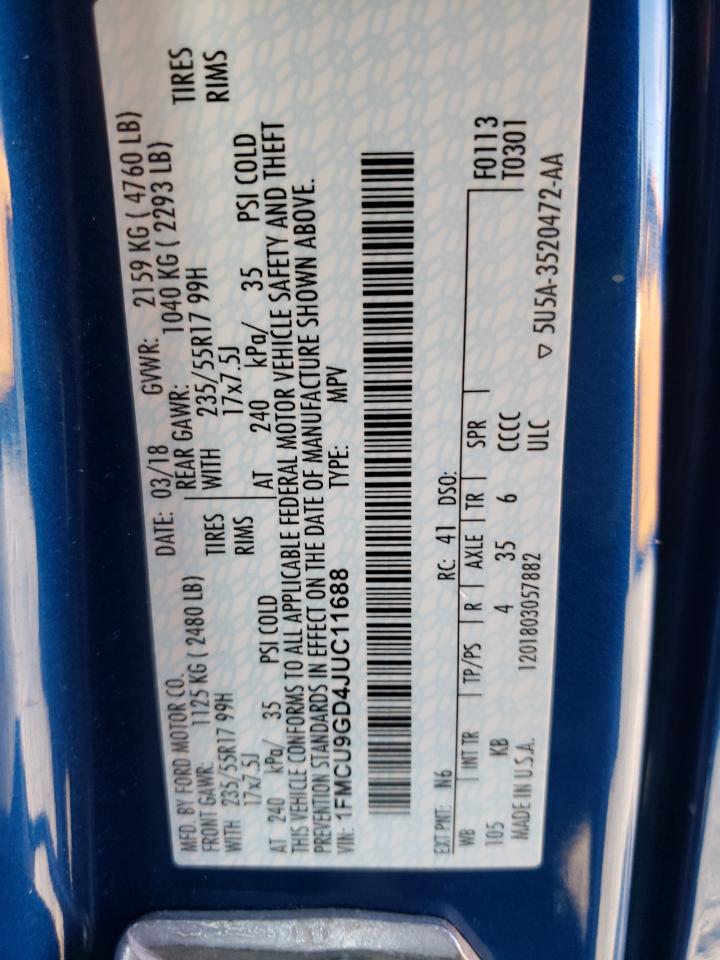 MFD. BY FORD MOTOR CO.
DATE: 03/18 GVWR: 2159 KG ( 4760 LB)
FRONT GAWR: 1125 KG ( 2480 LB)
REAR GAWR: 1040 KG ( 2293 LB)
WITH 235/55R17 99H TIRES
WITH 235/55R17 99H TIRES
17x7.5J RIMS
17x7.5J RIMS
AT 240 kPa/ 35 PSI COLD
AT 240 kPa/ 35 PSI COLD
THIS VEHICLE CONFORMS TO ALL APPLICABLE FEDERAL MOTOR VEHICLE SAFETY AND THEFT
PREVENTION STANDARDS IN EFFECT ON THE DATE OF MANUFACTURE SHOWN ABOVE.
VIN: 1FMCU9GD4JUC11688 TYPE: MPV
EXT PNT: N6 RC: 41 DSO: F0113
WB INT TR TP/PS R AXLE TR SPR T0301
105 KB 4 35 6 CCCC
MADE IN U.S.A. 1201803057882 ULC ▽ 5U5A-3520472-AA